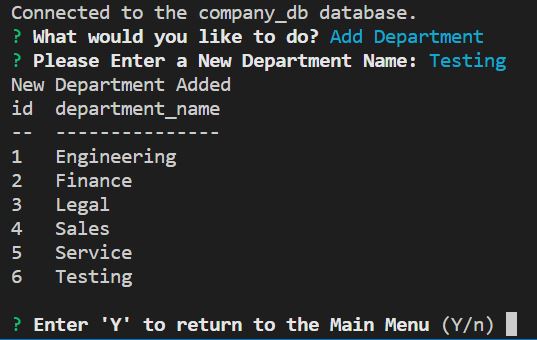 Connected to the company_db database.
? What would you like to do? Add Department
? Please Enter a New Department Name: Testing
New Department Added
id  department_name
--  ---------------
1   Engineering
2   Finance
3   Legal
4   Sales
5   Service
6   Testing
? Enter 'Y' to return to the Main Menu (Y/n)